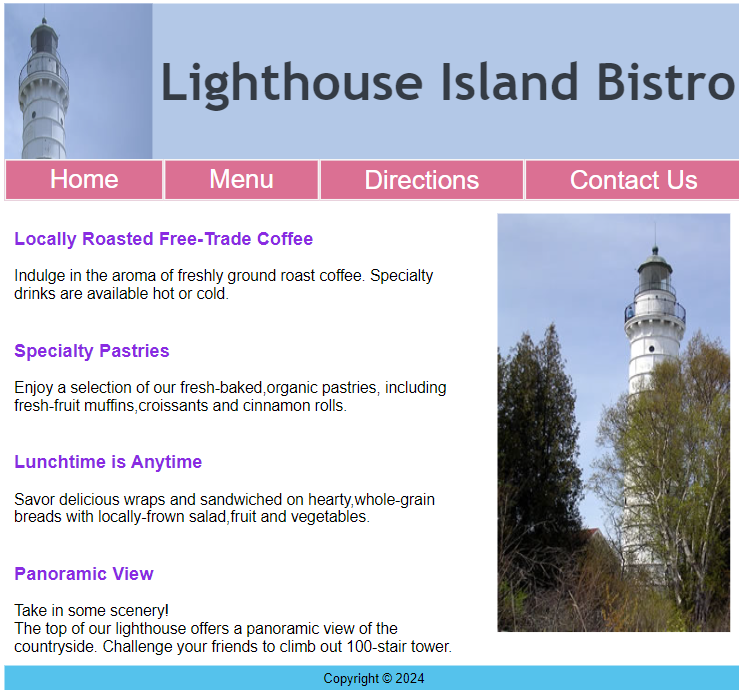 Lighthouse Island Bistro
Home Menu Directions Contact Us
Locally Roasted Free-Trade Coffee
Indulge in the aroma of freshly ground roast coffee. Specialty
drinks are available hot or cold.
Specialty Pastries
Enjoy a selection of our fresh-baked,organic pastries, including
fresh-fruit muffins,croissants and cinnamon rolls.
Lunchtime is Anytime
Savor delicious wraps and sandwiched on hearty,whole-grain
breads with locally-frown salad,fruit and vegetables.
Panoramic View
Take in some scenery!
The top of our lighthouse offers a panoramic view of the
countryside. Challenge your friends to climb out 100-stair tower.
Copyright © 2024